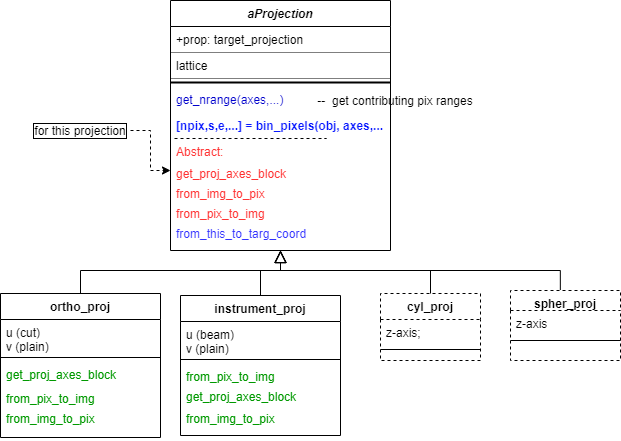 aProjection
+prop: target_projection
lattice
get_nrange(axes,...) -- get contributing pix ranges
[npix,s,e,...] = bin_pixels(obj, axes,...
for this projection
Abstract:
get_proj_axes_block
from_img_to_pix
from_pix_to_img
from_this_to_targ_coord
ortho_proj
u (cut)
v (plain)
get_proj_axes_block
from_pix_to_img
from_img_to_pix
instrument_proj
u (beam)
v (plain)
from_pix_to_img
get_proj_axes_block
from_img_to_pix
cyl_proj
z-axis;
spher_proj
z-axis